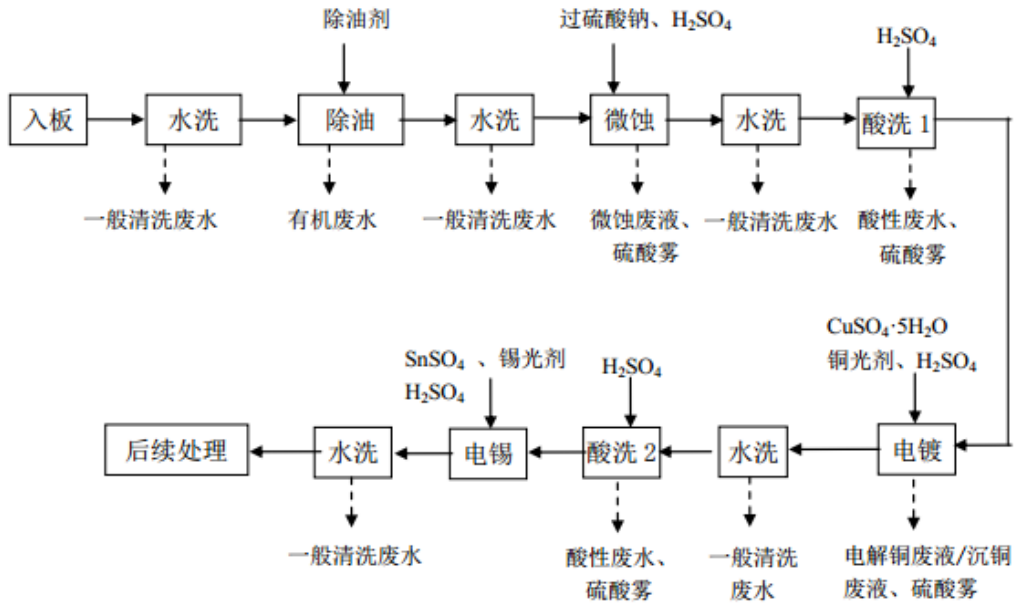 除油剂
过硫酸钠、H₂SO₄
H₂SO₄
入板
水洗
除油
水洗
微蚀
水洗
酸洗 1
一般清洗废水
有机废水
一般清洗废水
微蚀废液、
硫酸雾
一般清洗废水
酸性废水、
硫酸雾
CuSO₄·5H₂O
铜光剂、H₂SO₄
SnSO₄ 、锡光剂
H₂SO₄
H₂SO₄
后续处理
水洗
电锡
酸洗 2
水洗
电镀
一般清洗废水
酸性废水、
硫酸雾
一般清洗
废水
电解铜废液/沉铜
废液、硫酸雾